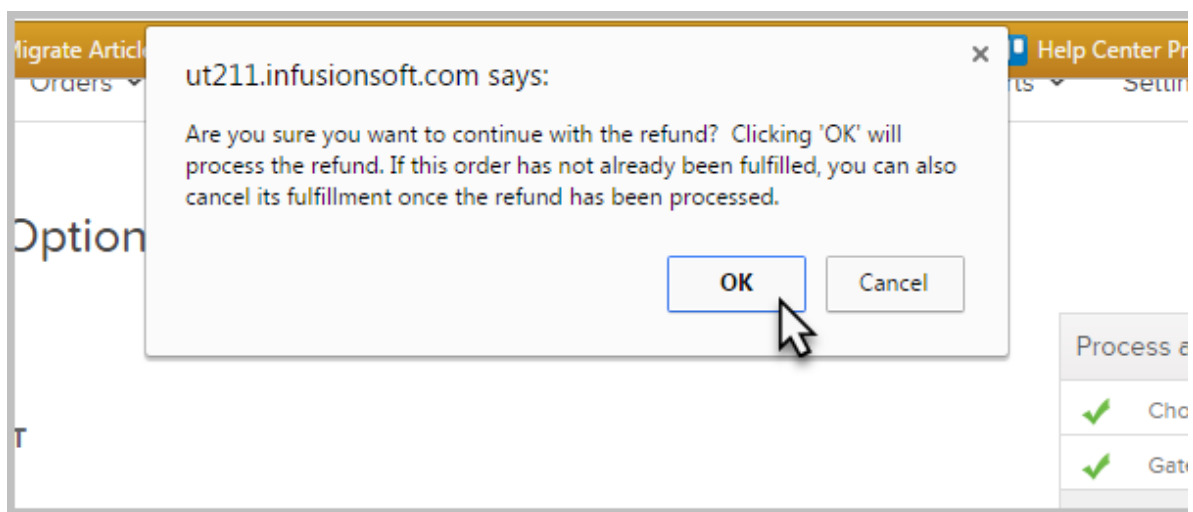 Migrate Article
Help Center Pr
Orders
rts
Settin
ut211.infusionsoft.com says:
Are you sure you want to continue with the refund?  Clicking 'OK' will
process the refund. If this order has not already been fulfilled, you can also
cancel its fulfillment once the refund has been processed.
Option
OK
Cancel
Process a
Cho
T
Gate